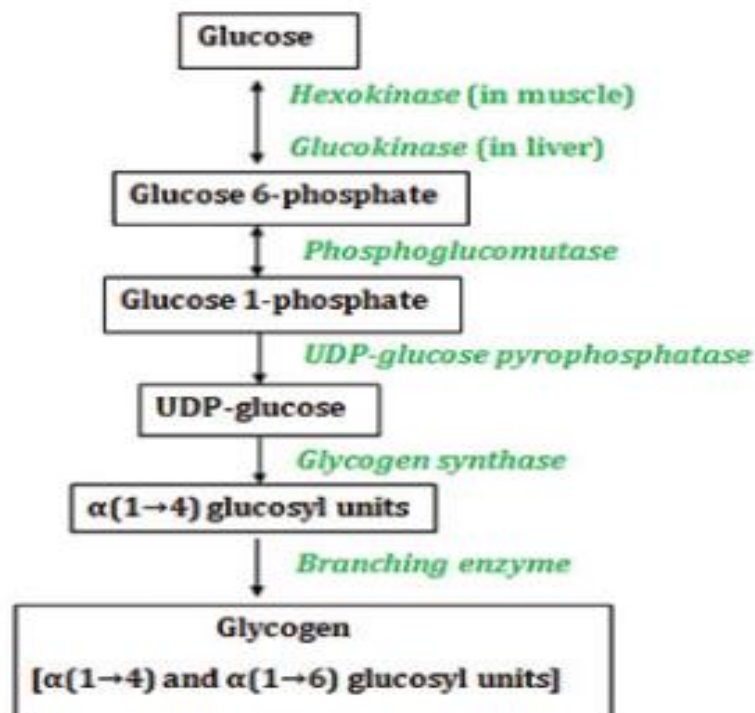 Glucose
Hexokinase (in muscle)
Glucokinase (in liver)
Glucose 6-phosphate
Phosphoglucomutase
Glucose 1-phosphate
UDP-glucose pyrophosphatase
UDP-glucose
Glycogen synthase
α(1→4) glucosyl units
Branching enzyme
Glycogen
[α(1→4) and α(1→6) glucosyl units]